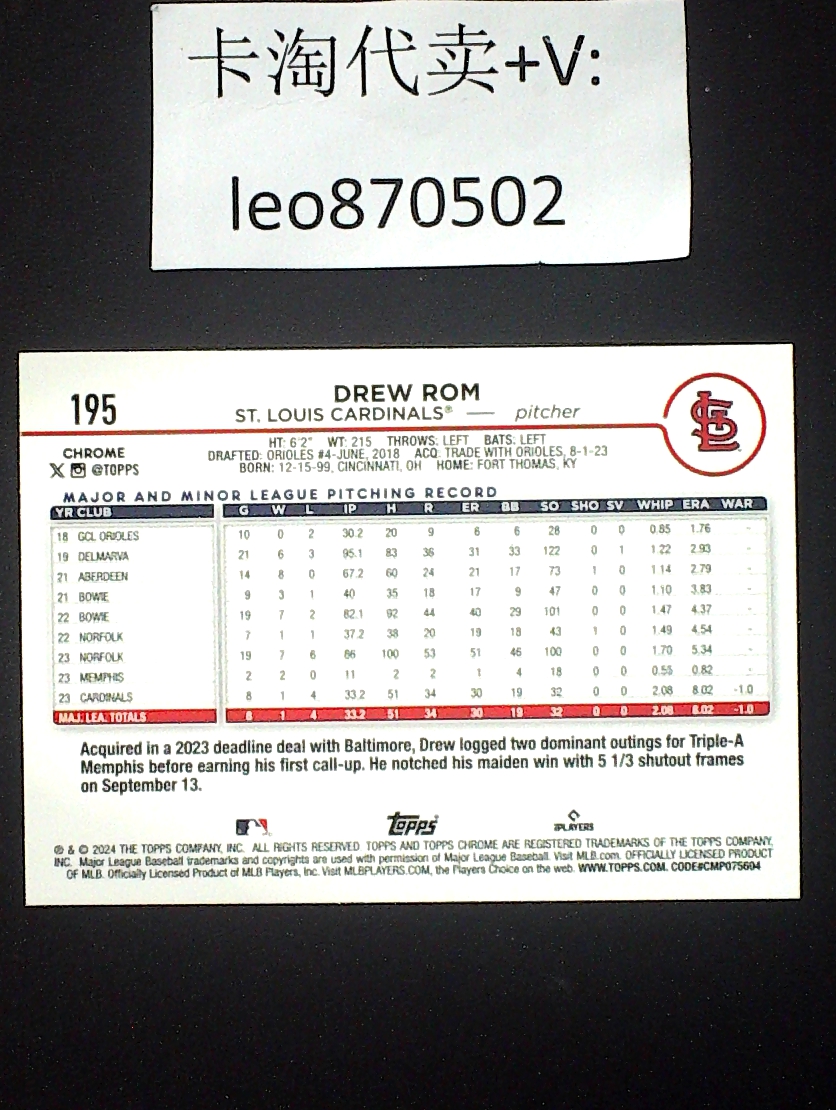 卡淘代卖+V:
leo870502
195
DREW ROM
ST. LOUIS CARDINALS® — pitcher
CHROME
@TOPPS
HT: 6'2" WT: 215 THROWS: LEFT BATS: LEFT
DRAFTED: ORIOLES #4-JUNE, 2018 ACQ: TRADE WITH ORIOLES, 8-1-23
BORN: 12-15-99, CINCINNATI, OH HOME: FORT THOMAS, KY
MAJOR AND MINOR LEAGUE PITCHING RECORD
YR CLUB G W L IP H R ER BB SO SHO SV WHIP ERA WAR
18 GCL ORIOLES 10 0 2 30.2 20 9 6 6 28 0 0 0.85 1.76 -
19 DELMARVA 21 6 3 95.1 83 36 31 33 122 0 1 1.22 2.93 -
21 ABERDEEN 14 8 0 67.2 60 24 21 17 73 1 0 1.14 2.79 -
21 BOWIE 9 3 1 40 35 18 17 9 47 0 0 1.10 3.83 -
22 BOWIE 19 7 2 82.1 92 44 40 29 101 0 0 1.47 4.37 -
22 NORFOLK 7 1 1 37.2 38 20 19 18 43 1 0 1.49 4.54 -
23 NORFOLK 19 7 6 86 100 53 51 46 100 0 0 1.70 5.34 -
23 MEMPHIS 2 2 0 11 2 2 1 4 18 0 0 0.55 0.82 -
23 CARDINALS 8 1 4 33.2 51 34 30 19 32 0 0 2.08 8.02 -1.0
MAJ. LEA. TOTALS 8 1 4 33.2 51 34 30 19 32 0 0 2.08 8.02 -1.0
Acquired in a 2023 deadline deal with Baltimore, Drew logged two dominant outings for Triple-A
Memphis before earning his first call-up. He notched his maiden win with 5 1/3 shutout frames
on September 13.
topps PLAYERS
® & © 2024 THE TOPPS COMPANY, INC. ALL RIGHTS RESERVED. TOPPS AND TOPPS CHROME ARE REGISTERED TRADEMARKS OF THE TOPPS COMPANY,
INC. Major League Baseball trademarks and copyrights are used with permission of Major League Baseball. Visit MLB.com. OFFICIALLY LICENSED PRODUCT
OF MLB. Officially Licensed Product of MLB Players, Inc. Visit MLBPLAYERS.COM, the Players Choice on the web. WWW.TOPPS.COM. CODE#CMP075604